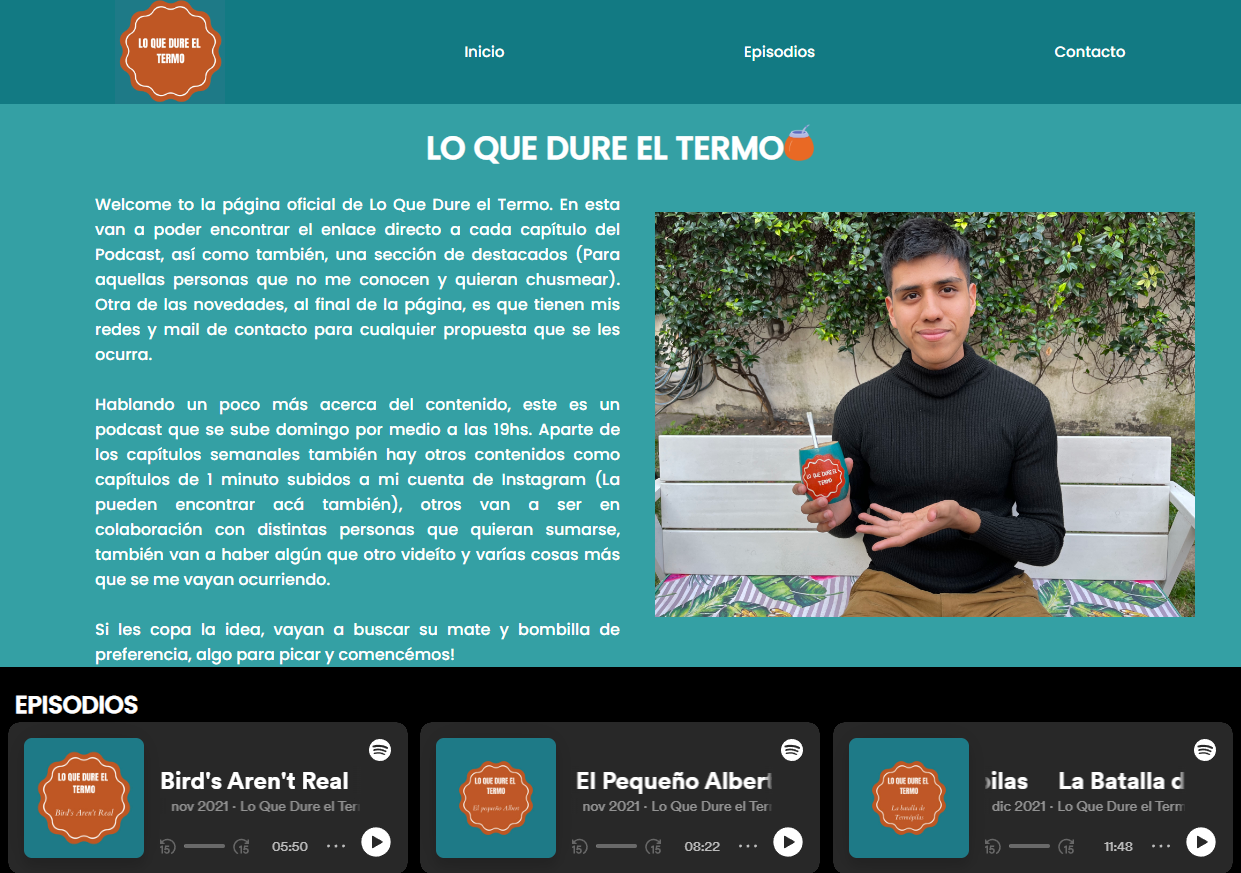 LO QUE DURE EL
TERMO
Inicio
Episodios
Contacto
LO QUE DURE EL TERMO
Welcome to la página oficial de Lo Que Dure el Termo. En esta
van a poder encontrar el enlace directo a cada capítulo del
Podcast, así como también, una sección de destacados (Para
aquellas personas que no me conocen y quieran chusmear).
Otra de las novedades, al final de la página, es que tienen mis
redes y mail de contacto para cualquier propuesta que se les
ocurra.
Hablando un poco más acerca del contenido, este es un
podcast que se sube domingo por medio a las 19hs. Aparte de
los capítulos semanales también hay otros contenidos como
capítulos de 1 minuto subidos a mi cuenta de Instagram (La
pueden encontrar acá también), otros van a ser en
colaboración con distintas personas que quieran sumarse,
también van a haber algún que otro videíto y varías cosas más
que se me vayan ocurriendo.
Si les copa la idea, vayan a buscar su mate y bombilla de
preferencia, algo para picar y comencémos!
LO QUE DURE EL
TERMO
EPISODIOS
LO QUE DURE EL
TERMO
Bird's Aren't Real
Bird's Aren't Real
nov 2021 · Lo Que Dure el Ter
15
15
05:50
LO QUE DURE EL
TERMO
El pequeño Albert
El Pequeño Albert
nov 2021 · Lo Que Dure el Ter
15
15
08:22
LO QUE DURE EL
TERMO
La batalla de
Termópilas
pilas La Batalla d
dic 2021 · Lo Que Dure el Term
15
15
11:48